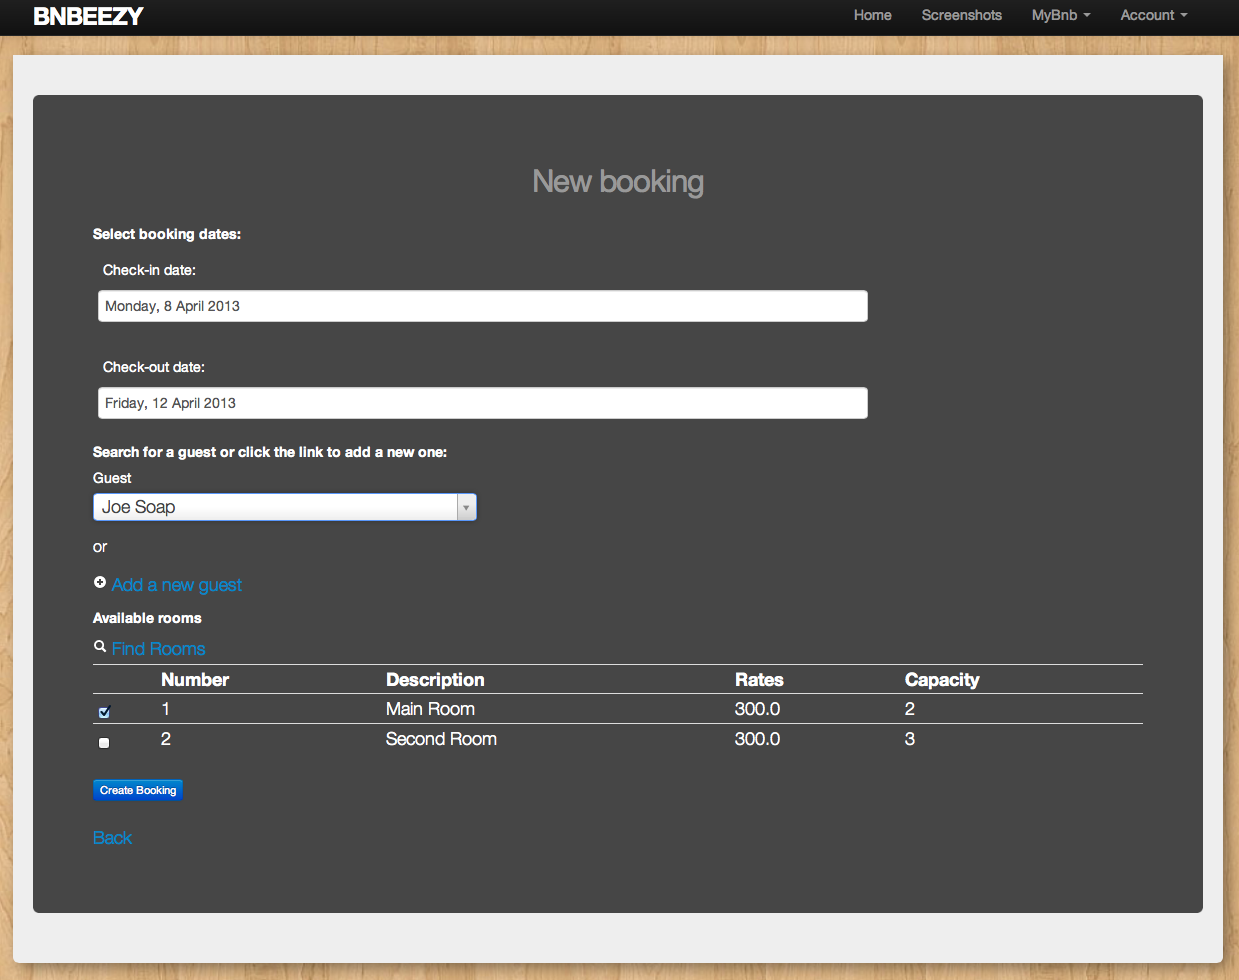 BNBEEZY Home Screenshots MyBnb Account
New booking
Select booking dates:
Check-in date:
Monday, 8 April 2013
Check-out date:
Friday, 12 April 2013
Search for a guest or click the link to add a new one:
Guest
Joe Soap
or
Add a new guest
Available rooms
Find Rooms
Number Description Rates Capacity
1 Main Room 300.0 2
2 Second Room 300.0 3
Create Booking
Back